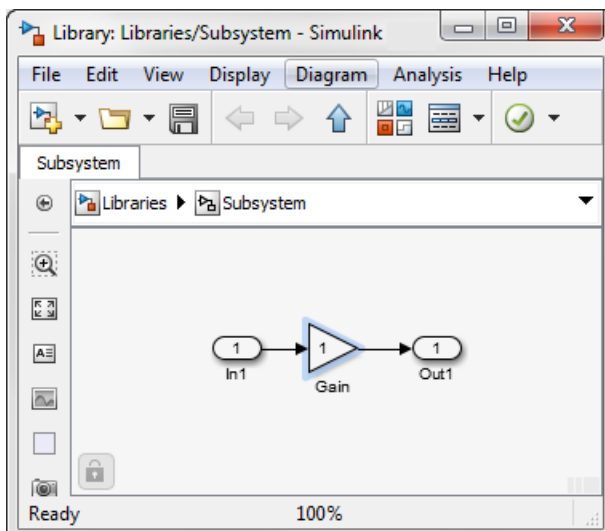 Library: Libraries/Subsystem - Simulink
File Edit View Display Diagram Analysis Help
Subsystem
Libraries Subsystem
1 1 1
In1 Gain Out1
Ready 100%